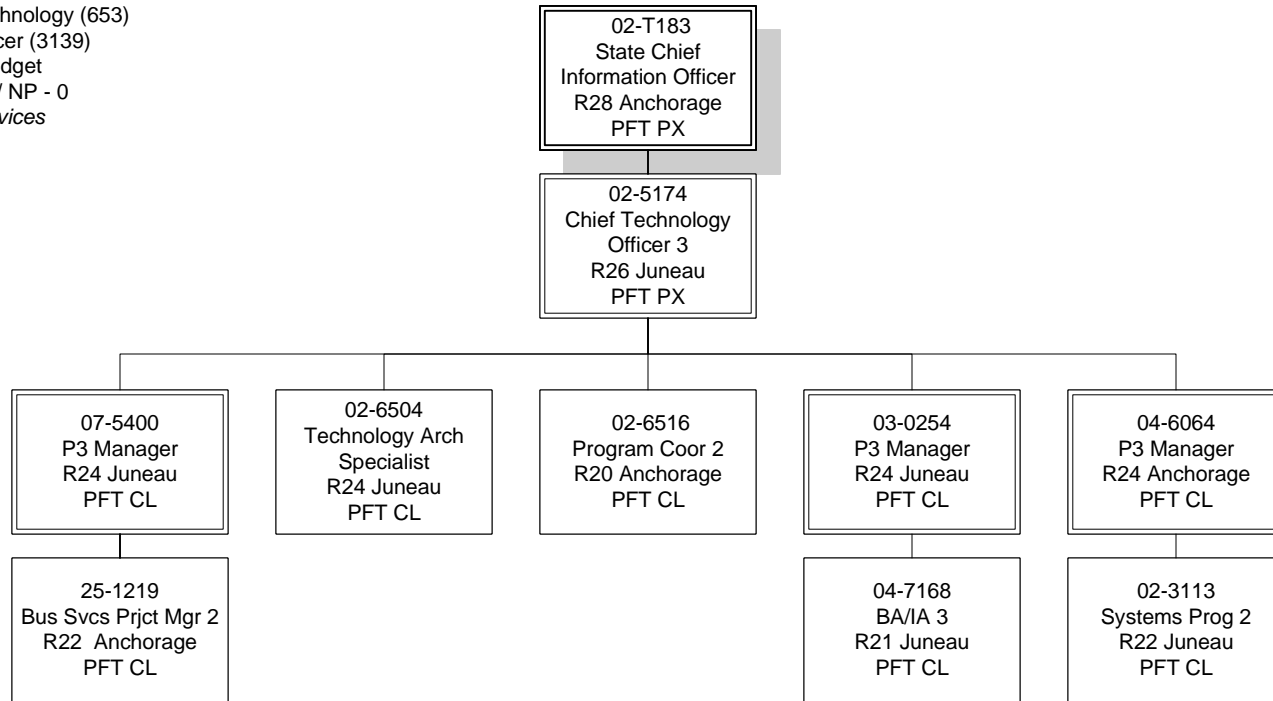 (653)
(3139)
/ NP - 0
02-T183
State Chief
Information Officer
R28 Anchorage
PFT PX
02-5174
Chief Technology
Officer 3
R26 Juneau
PFT PX
07-5400
P3 Manager
R24 Juneau
PFT CL
02-6504
Technology Arch
Specialist
R24 Juneau
PFT CL
02-6516
Program Coor 2
R20 Anchorage
PFT CL
03-0254
P3 Manager
R24 Juneau
PFT CL
04-6064
P3 Manager
R24 Anchorage
PFT CL
25-1219
Bus Svcs Prjct Mgr 2
R22 Anchorage
PFT CL
04-7168
BA/IA 3
R21 Juneau
PFT CL
02-3113
Systems Prog 2
R22 Juneau
PFT CL